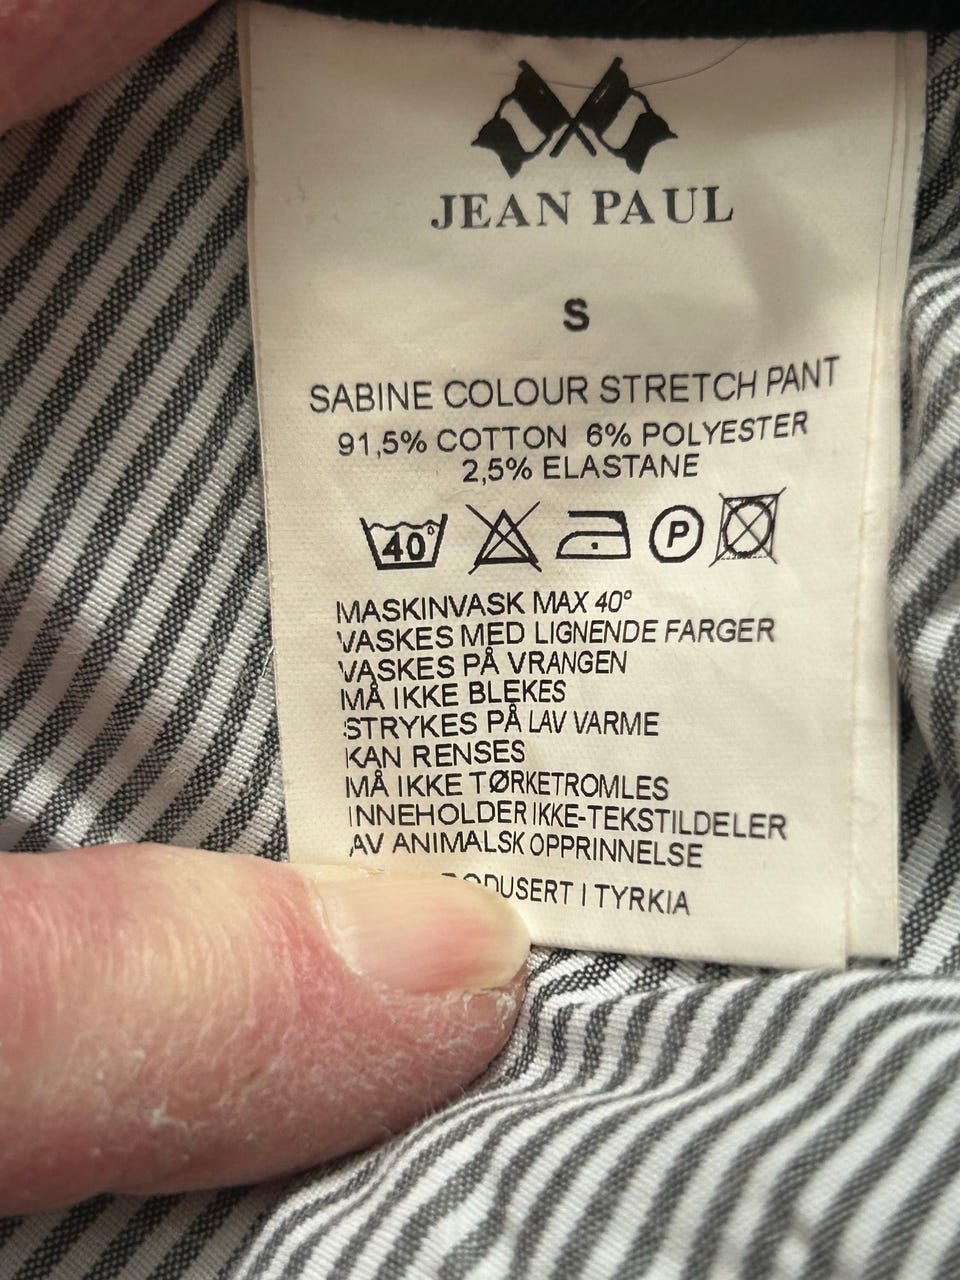 JEAN PAUL
S
SABINE COLOUR STRETCH PANT
91,5% COTTON 6% POLYESTER
2,5% ELASTANE
40° P
MASKINVASK MAX 40°
VASKES MED LIGNENDE FARGER
VASKES PÅ VRANGEN
MÅ IKKE BLEKES
STRYKES PÅ LAV VARME
KAN RENSES
MÅ IKKE TØRKETROMLES
INNEHOLDER IKKE-TEKSTILDELER
AV ANIMALSK OPPRINNELSE
I TYRKIA